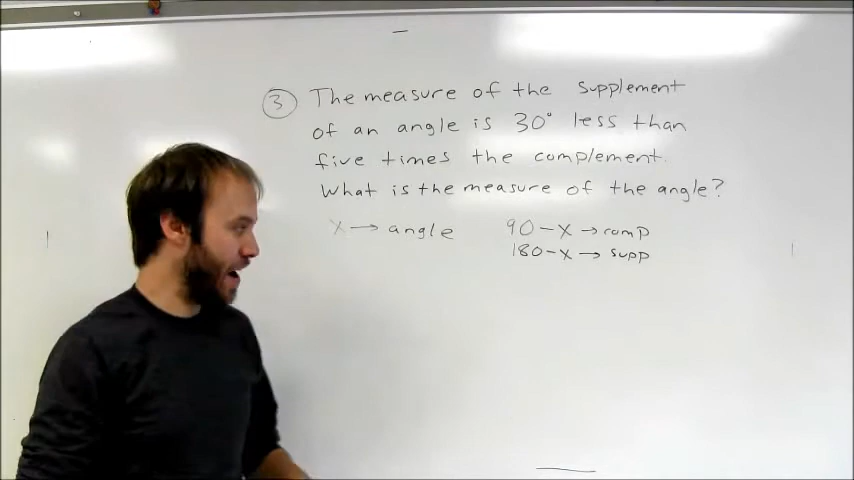 3 The measure of the supplement
of an angle is 30° less than
five times the complement.
What is the measure of the angle?
x → angle 90-x → comp
180-x → supp